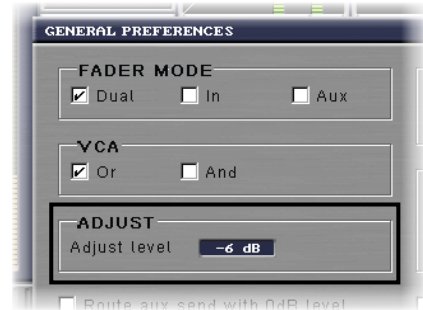 GENERAL PREFERENCES
FADER MODE
Dual In Aux
VCA
Or And
ADJUST
Adjust level -6 dB
Route aux send with 0dB level